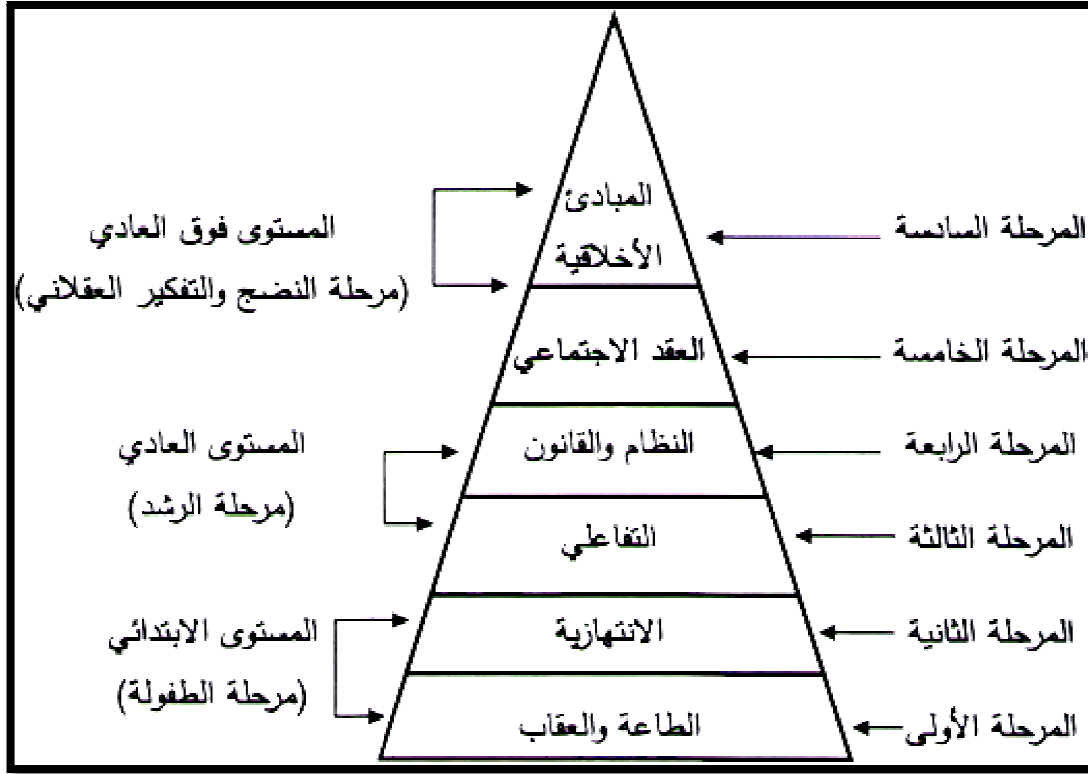 المبادئ
الأخلاقية
المرحلة السادسة
المستوى فوق العادي
(مرحلة النضج والتفكير العقلاني)
العقد الاجتماعي
المرحلة الخامسة
النظام والقانون
المرحلة الرابعة
المستوى العادي
(مرحلة الرشد)
التفاعلي
المرحلة الثالثة
الانتهازية
المرحلة الثانية
المستوى الابتدائي
(مرحلة الطفولة)
الطاعة والعقاب
المرحلة الأولى